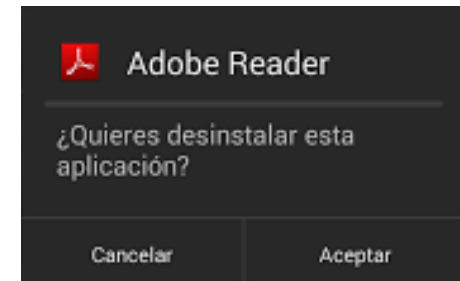 Adobe Reader
¿Quieres desinstalar esta
aplicación?
Cancelar
Aceptar